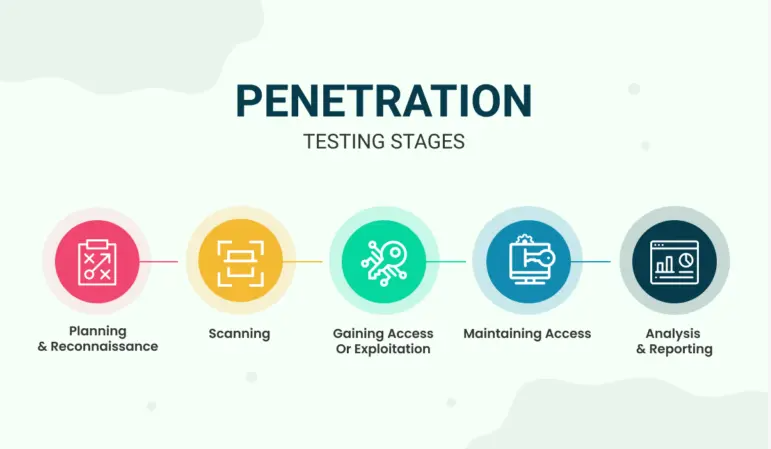 PENETRATION
TESTING STAGES
Planning
& Reconnaissance
Scanning
Gaining Access
Or Exploitation
Maintaining Access
Analysis
& Reporting